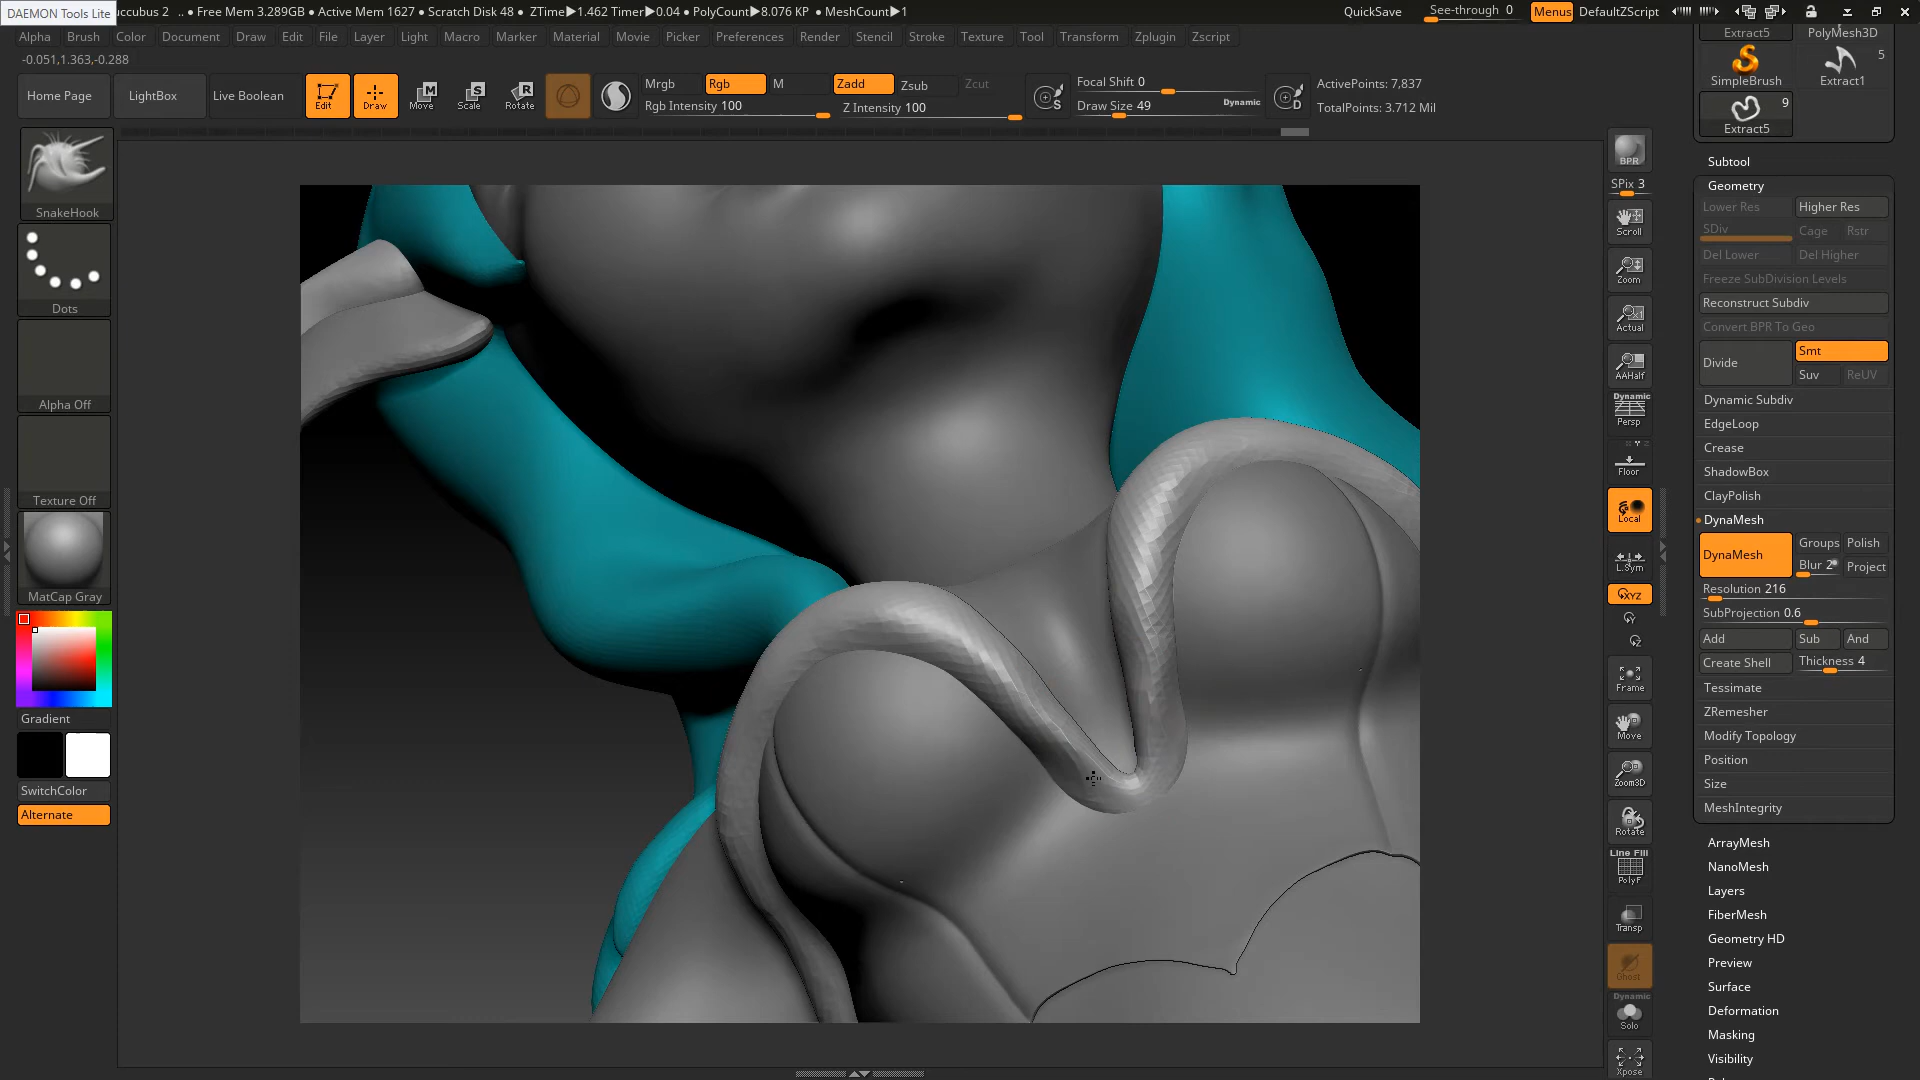 DAEMON Tools Lite
uccubus 2 .. ● Free Mem 3.289GB ● Active Mem 1627 ● Scratch Disk 48 ● ZTime▶1.462 Timer▶0.04 ● PolyCount▶8.076 KP ● MeshCount▶1
QuickSave See-through 0 Menus DefaultZScript
Alpha Brush Color Document Draw Edit File Layer Light Macro Marker Material Movie Picker Preferences Render Stencil Stroke Texture Tool Transform Zplugin Zscript
-0.051,1.363,-0.288
Home Page LightBox Live Boolean Edit Draw Move Scale Rotate
Mrgb Rgb M Zadd Zsub Zcut
Rgb Intensity 100 Z Intensity 100
Focal Shift 0
Draw Size 49 Dynamic
ActivePoints: 7,837
TotalPoints: 3.712 Mil
SnakeHook
Dots
Alpha Off
Texture Off
MatCap Gray
Gradient
SwitchColor
Alternate
BPR
SPix 3
Scroll
Zoom
Actual
AAHalf
Dynamic
Persp
Floor
Local
L.Sym
XYZ
Frame
Move
Zoom3D
Rotate
Line Fill
PolyF
Transp
Ghost
Dynamic
Solo
Xpose
Extract5 PolyMesh3D
SimpleBrush Extract1 5
Extract5 9
Subtool
Geometry
Lower Res Higher Res
SDiv Cage Rstr
Del Lower Del Higher
Freeze SubDivision Levels
Reconstruct Subdiv
Convert BPR To Geo
Divide Smt
Suv ReUV
Dynamic Subdiv
EdgeLoop
Crease
ShadowBox
ClayPolish
DynaMesh
DynaMesh Groups Polish
Blur 2 Project
Resolution 216
SubProjection 0.6
Add Sub And
Create Shell Thickness 4
Tessimate
ZRemesher
Modify Topology
Position
Size
MeshIntegrity
ArrayMesh
NanoMesh
Layers
FiberMesh
Geometry HD
Preview
Surface
Deformation
Masking
Visibility